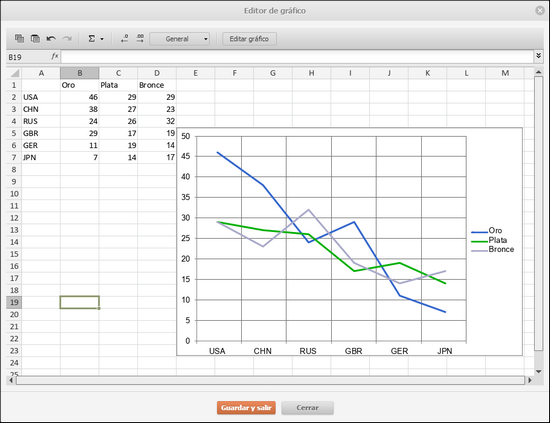 Editor de gráfico
Σ General Editar gráfico
B19 fx
A B C D E F G H I J K L M
1 Oro Plata Bronce
2 USA 46 29 29
3 CHN 38 27 23
4 RUS 24 26 32
5 GBR 29 17 19
6 GER 11 19 14
7 JPN 7 14 17
8
9
10
11
12
13
14
15
16
17
18
19
20
21
22
23
24
25
50
45
40
35
30
25
20
15
10
5
0
USA CHN RUS GBR GER JPN
Oro
Plata
Bronce
Guardar y salir Cerrar